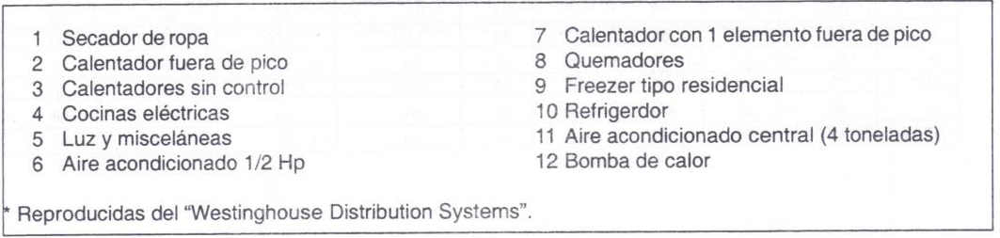 1 Secador de ropa
2 Calentador fuera de pico
3 Calentadores sin control
4 Cocinas eléctricas
5 Luz y misceláneas
6 Aire acondicionado 1/2 Hp
7 Calentador con 1 elemento fuera de pico
8 Quemadores
9 Freezer tipo residencial
10 Refrigerdor
11 Aire acondicionado central (4 toneladas)
12 Bomba de calor
* Reproducidas del “Westinghouse Distribution Systems”.